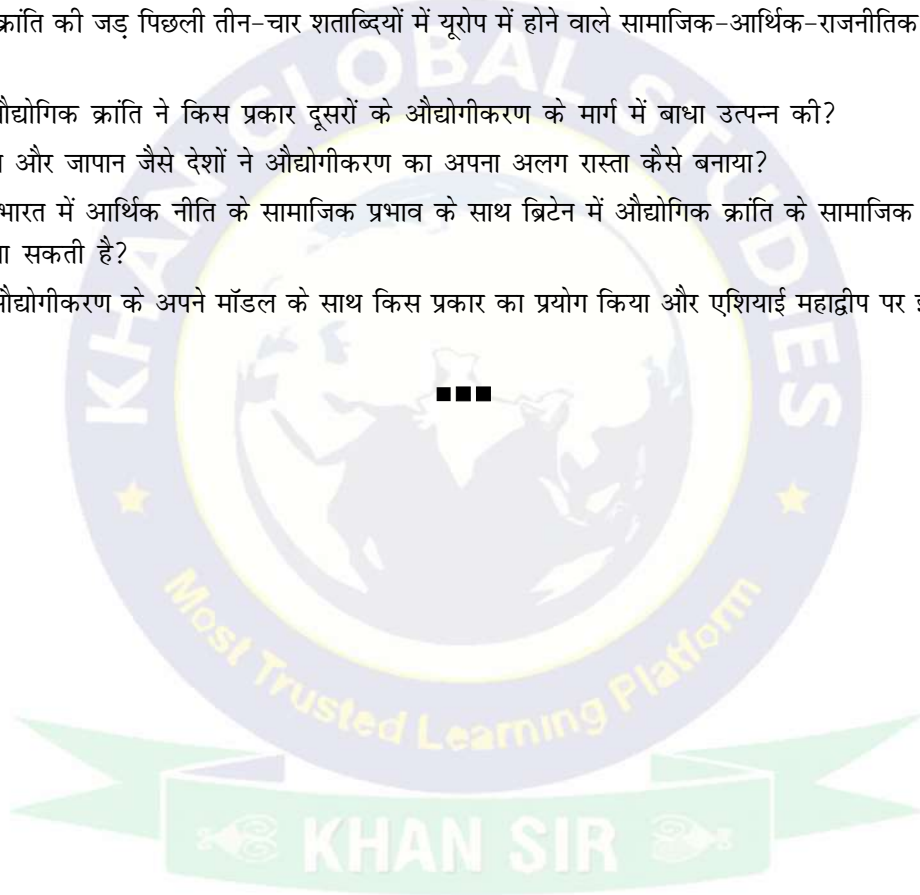 क्रांति की जड़ पिछली तीन-चार शताब्दियों में यूरोप में होने वाले सामाजिक-आर्थिक-राजनीतिक
औद्योगिक क्रांति ने किस प्रकार दूसरों के औद्योगीकरण के मार्ग में बाधा उत्पन्न की?
और जापान जैसे देशों ने औद्योगीकरण का अपना अलग रास्ता कैसे बनाया?
भारत में आर्थिक नीति के सामाजिक प्रभाव के साथ ब्रिटेन में औद्योगिक क्रांति के सामाजिक
सकती है?
औद्योगीकरण के अपने मॉडल के साथ किस प्रकार का प्रयोग किया और एशियाई महाद्वीप पर
KHAN GLOBAL STUDIES
Most Trusted Learning Platform
KHAN SIR